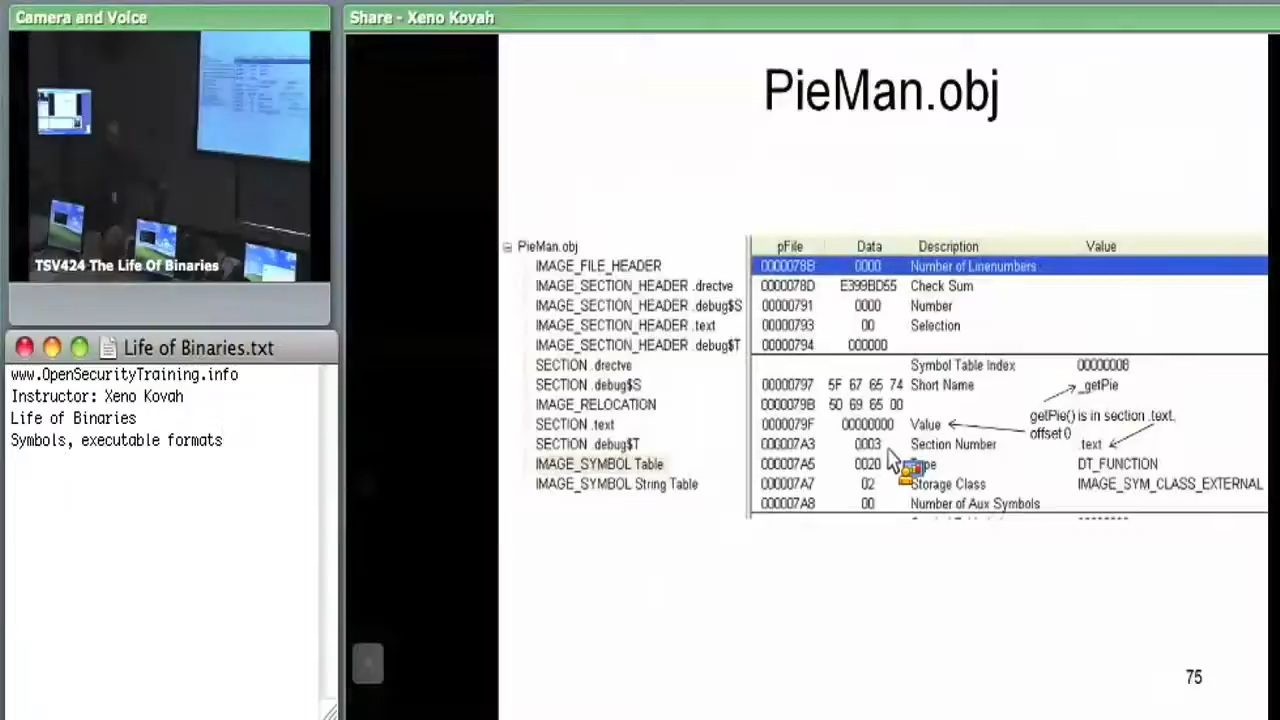 Camera and Voice
TSV424 The Life Of Binaries
Life of Binaries.txt
www.OpenSecurityTraining.info
Instructor: Xeno Kovah
Life of Binaries
Symbols, executable formats
Share - Xeno Kovah
PieMan.obj
PieMan.obj
IMAGE_FILE_HEADER
IMAGE_SECTION_HEADER .drectve
IMAGE_SECTION_HEADER .debug$S
IMAGE_SECTION_HEADER .text
IMAGE_SECTION_HEADER .debug$T
SECTION .drectve
SECTION .debug$S
IMAGE_RELOCATION
SECTION .text
SECTION .debug$T
IMAGE_SYMBOL Table
IMAGE_SYMBOL String Table
pFile Data Description Value
0000078B 0000 Number of Linenumbers
0000078D E399BD55 Check Sum
00000791 0000 Number
00000793 00 Selection
00000794 000000
Symbol Table Index 00000008
00000797 5F 67 65 74 Short Name _getPie
0000079B 50 69 65 00
0000079F 00000000 Value
000007A3 0003 Section Number .text
000007A5 0020 DT_FUNCTION
000007A7 02 Storage Class IMAGE_SYM_CLASS_EXTERNAL
000007A8 00 Number of Aux Symbols
getPie() is in section .text,
offset 0
75